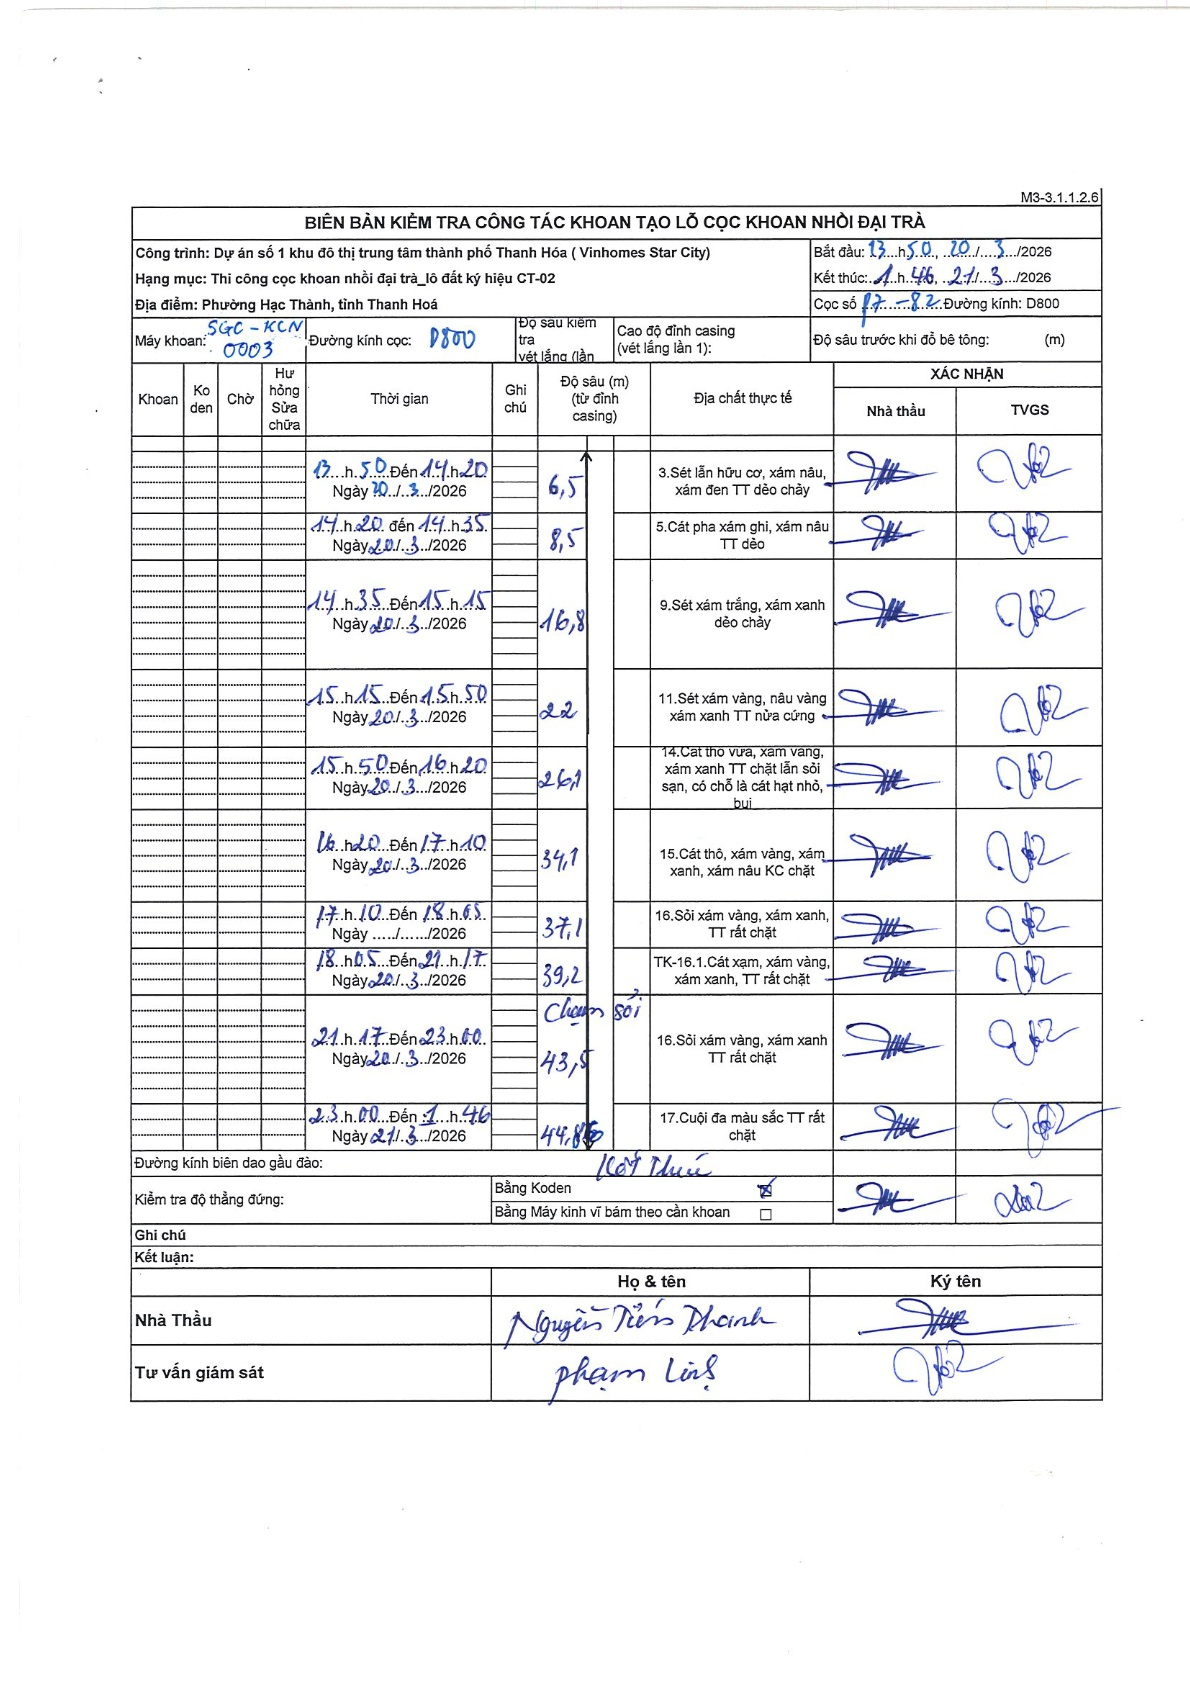 M3-3.1.1.2.6
BIÊN BẢN KIỂM TRA CÔNG TÁC KHOAN TẠO LỖ CỌC KHOAN NHỒI ĐẠI TRÀ
Công trình: Dự án số 1 khu đô thị trung tâm thành phố Thanh Hóa ( Vinhomes Star City)
Bắt đầu: 13 h 50, 20 / 3 /2026
Hạng mục: Thi công cọc khoan nhồi đại trà_lô đất ký hiệu CT-02
Kết thúc: 1 h 46, 21 / 3 /2026
Địa điểm: Phường Hạc Thành, tỉnh Thanh Hoá
Cọc số P7 - 82 Đường kính: D800
Máy khoan: SGC - KCN
0003
Đường kính cọc: D800
Độ sâu kiểm
tra
vét lắng (lần
Cao độ đỉnh casing
(vét lắng lần 1):
Độ sâu trước khi đổ bê tông: (m)
Khoan
Ko
den
Chờ
Hư
hỏng
Sửa
chữa
Thời gian
Ghi
chú
Độ sâu (m)
(từ đỉnh
casing)
Địa chất thực tế
XÁC NHẬN
Nhà thầu
TVGS
13 h 50 Đến 14 h 20
Ngày 20 / 3 /2026
6,5
3.Sét lẫn hữu cơ, xám nâu,
xám đen TT dẻo chảy
14 h 20 đến 14 h 35
Ngày 20 / 3 /2026
8,5
5.Cát pha xám ghi, xám nâu
TT dẻo
14 h 35 Đến 15 h 15
Ngày 20 / 3 /2026
16,8
9.Sét xám trắng, xám xanh
dẻo chảy
15 h 15 Đến 15 h 50
Ngày 20 / 3 /2026
22
11.Sét xám vàng, nâu vàng
xám xanh TT nửa cứng
15 h 50 Đến 16 h 20
Ngày 20 / 3 /2026
26,1
14.Cát thô vừa, xám vàng,
xám xanh TT chặt lẫn sỏi
sạn, có chỗ là cát hạt nhỏ,
bụi
16 h 20 Đến 17 h 10
Ngày 20 / 3 /2026
34,1
15.Cát thô, xám vàng, xám
xanh, xám nâu KC chặt
17 h 10 Đến 18 h 05
Ngày ...../....../2026
37,1
16.Sỏi xám vàng, xám xanh,
TT rất chặt
18 h 05 Đến 21 h 17
Ngày 20 / 3 /2026
39,2
TK-16.1.Cát xạm, xám vàng,
xám xanh, TT rất chặt
Chạm sỏi
21 h 17 Đến 23 h 00
Ngày 20 / 3 /2026
43,5
16.Sỏi xám vàng, xám xanh
TT rất chặt
23 h 00 Đến 1 h 46
Ngày 21 / 3 /2026
17.Cuội đa màu sắc TT rất
chặt
Đường kính biên dao gầu đào:
Kết thúc
Kiểm tra độ thẳng đứng:
Bằng Koden
Bằng Máy kinh vĩ bám theo cần khoan
Ghi chú
Kết luận:
Họ & tên
Ký tên
Nhà Thầu
Nguyễn Tiến Thanh
Tư vấn giám sát
Phạm Linh